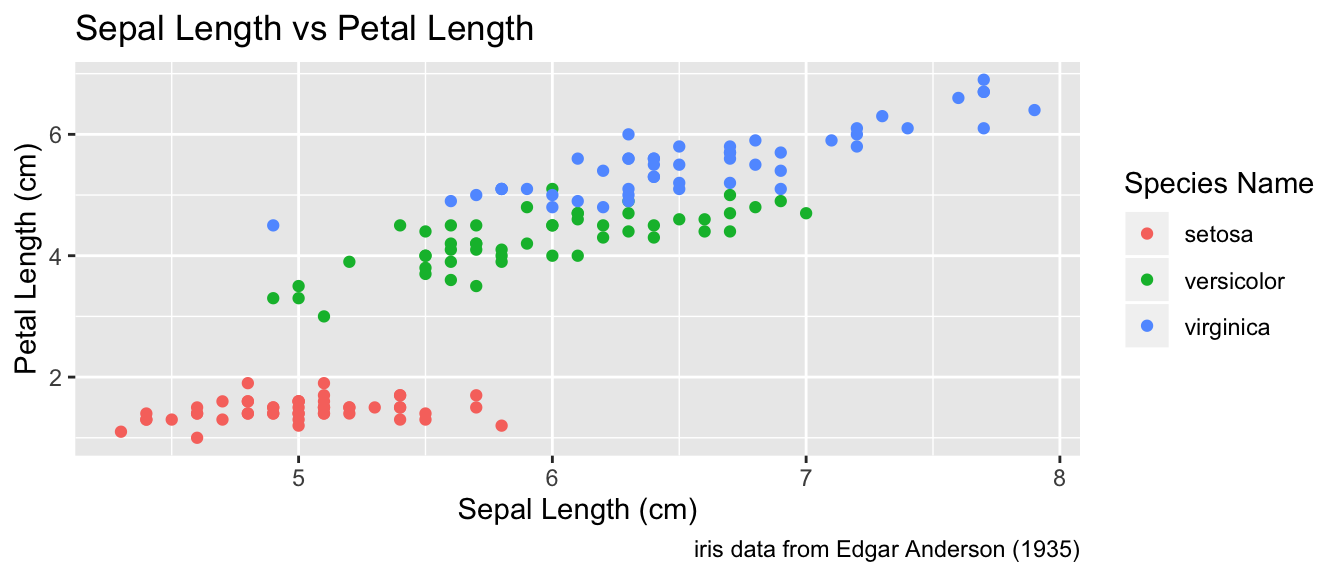 Sepal Length vs Petal Length
Petal Length (cm)
6
4
2
5 6 7 8
Sepal Length (cm)
Species Name
setosa
versicolor
virginica
iris data from Edgar Anderson (1935)